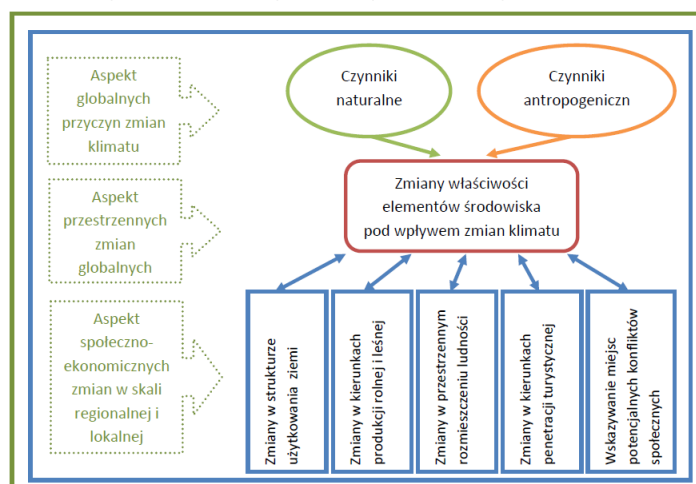 Aspekt
globalnych
przyczyn zmian
klimatu
Czynniki
naturalne
Czynniki
antropogeniczn
Aspekt
przestrzennych
zmian
globalnych
Zmiany właściwości
elementów środowiska
pod wpływem zmian klimatu
Aspekt
społeczno-
ekonomicznych
zmian w skali
regionalnej i
lokalnej
Zmiany w strukturze
użytkowania ziemi
Zmiany w kierunkach
produkcji rolnej i leśnej
Zmiany w przestrzennym
rozmieszczeniu ludności
Zmiany w kierunkach
penetracji turystycznej
Wskazywanie miejsc
potencjalnych konfliktów
społecznych